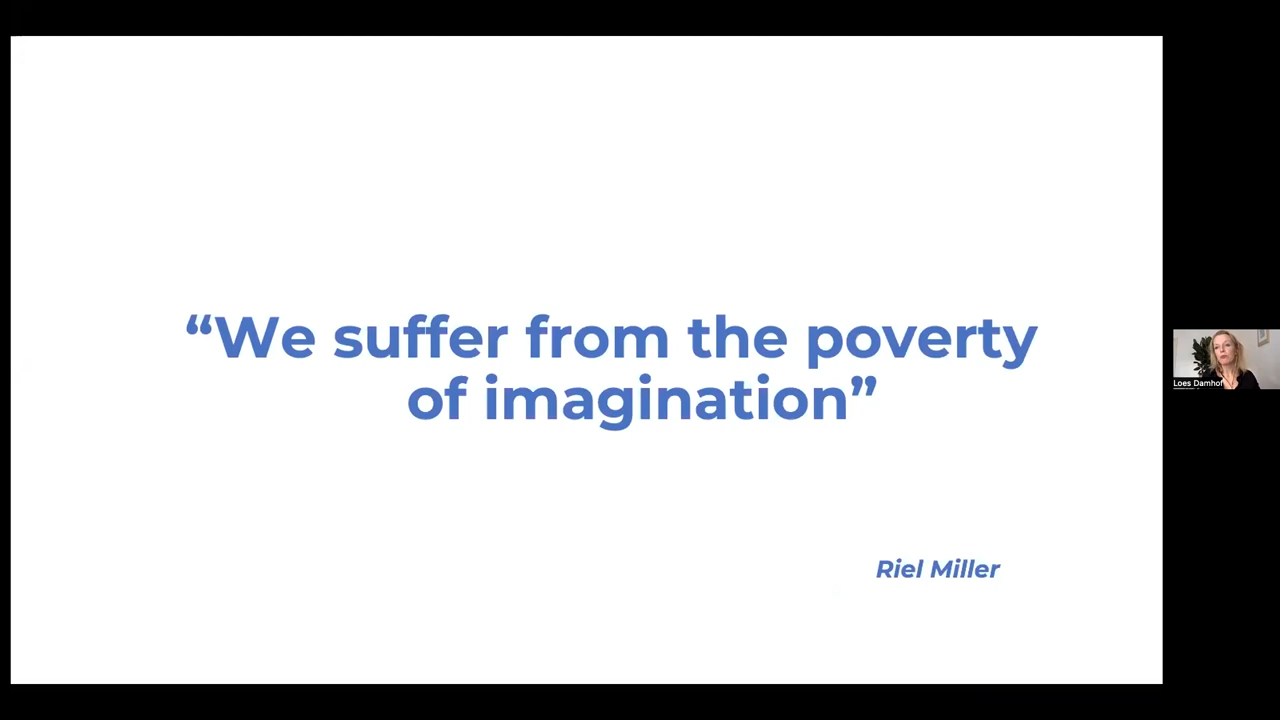 “We suffer from the poverty
of imagination”
Loes Damhof
Riel Miller